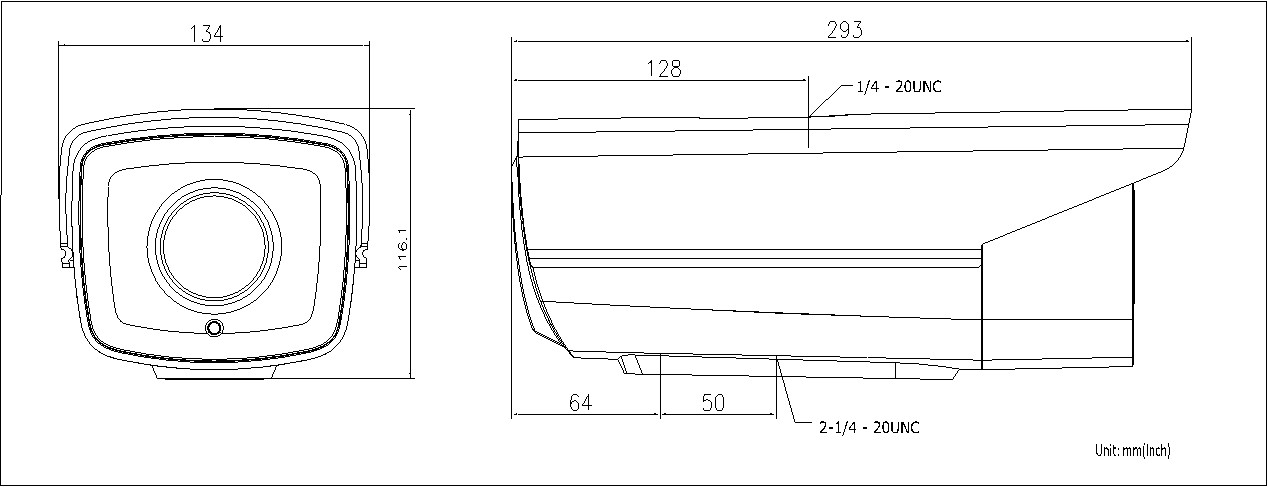 134
293
128
1/4 - 20UNC
116.1
64
50
2-1/4 - 20UNC
Unit: mm(Inch)